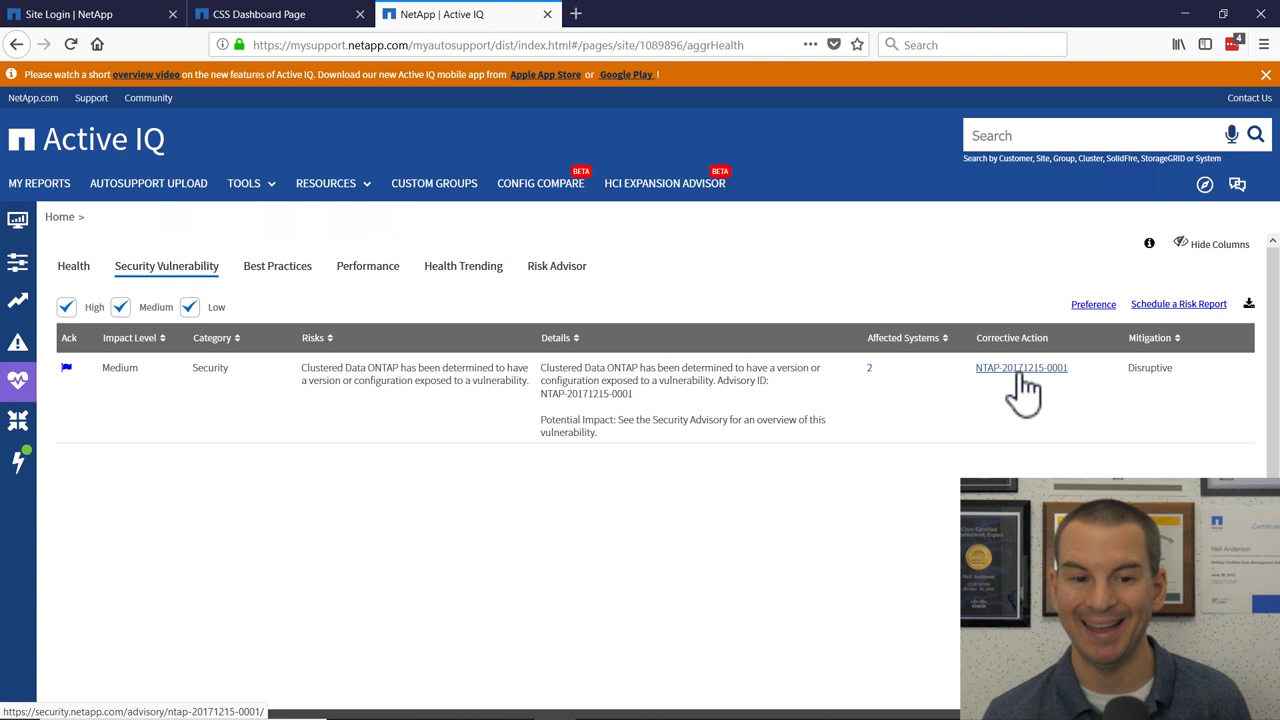 Site Login | NetApp
CSS Dashboard Page
NetApp | Active IQ
https://mysupport.netapp.com/myautosupport/dist/index.html#/pages/site/1089896/aggrHealth
Search
4
Please watch a short overview video on the new features of Active IQ. Download our new Active IQ mobile app from Apple App Store or Google Play !
NetApp.com Support Community
Contact Us
Active IQ
Search
Search by Customer, Site, Group, Cluster, SolidFire, StorageGRID or System
BETA BETA
MY REPORTS AUTOSUPPORT UPLOAD TOOLS RESOURCES CUSTOM GROUPS CONFIG COMPARE HCI EXPANSION ADVISOR
Home >
Hide Columns
Health Security Vulnerability Best Practices Performance Health Trending Risk Advisor
High Medium Low
Preference Schedule a Risk Report
Ack Impact Level Category Risks Details Affected Systems Corrective Action Mitigation
Medium
Security
Clustered Data ONTAP has been determined to have
a version or configuration exposed to a vulnerability.
Clustered Data ONTAP has been determined to have a version or
configuration exposed to a vulnerability. Advisory ID:
NTAP-20171215-0001
Potential Impact: See the Security Advisory for an overview of this
vulnerability.
2
NTAP-20171215-0001
Disruptive
Neil Anderson
https://security.netapp.com/advisory/ntap-20171215-0001/